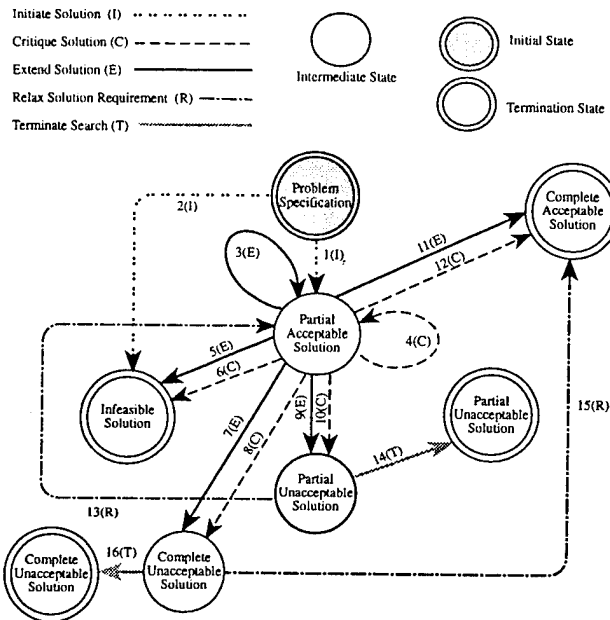 Initiate Solution (I)
Critique Solution (C)
Extend Solution (E)
Relax Solution Requirement (R)
Terminate Search (T)
Intermediate State
Initial State
Termination State
Problem
Specification
Complete
Acceptable
Solution
2(I)
1(I)
3(E)
11(E)
12(C)
Partial
Acceptable
Solution
4(C)
5(E)
6(C)
Infeasible
Solution
7(E)
8(C)
9(E)
10(C)
Partial
Unacceptable
Solution
15(R)
Partial
Unacceptable
Solution
14(T)
13(R)
Complete
Unacceptable
Solution
16(T)
Complete
Unacceptable
Solution